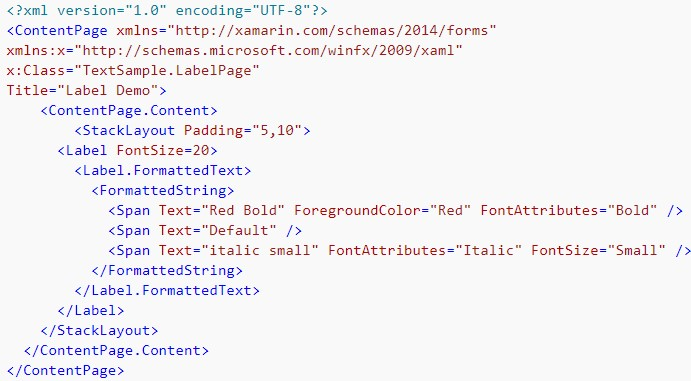 <?xml version="1.0" encoding="UTF-8"?>
<ContentPage xmlns="http://xamarin.com/schemas/2014/forms"
xmlns:x="http://schemas.microsoft.com/winfx/2009/xaml"
x:Class="TextSample.LabelPage"
Title="Label Demo">
    <ContentPage.Content>
        <StackLayout Padding="5,10">
      <Label FontSize=20>
        <Label.FormattedText>
          <FormattedString>
            <Span Text="Red Bold" ForegroundColor="Red" FontAttributes="Bold" />
            <Span Text="Default" />
            <Span Text="italic small" FontAttributes="Italic" FontSize="Small" />
          </FormattedString>
        </Label.FormattedText>
      </Label>
    </StackLayout>
  </ContentPage.Content>
</ContentPage>